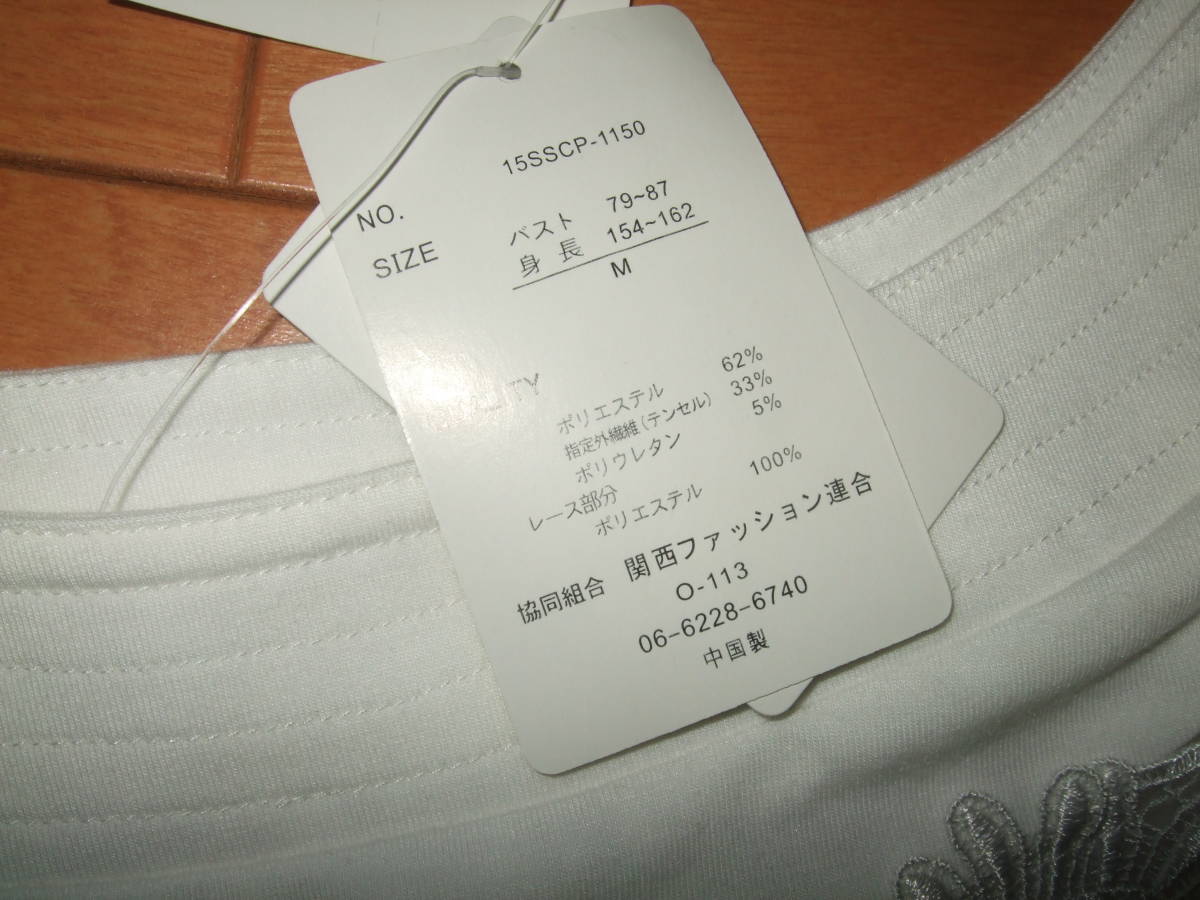 NO. 15SSCP-1150
SIZE バスト 79~87
身長 154~162
M
ポリエステル 62%
指定外繊維(テンセル) 33%
ポリウレタン 5%
レース部分
ポリエステル 100%
協同組合 関西ファッション連合
O-113
06-6228-6740
中国製